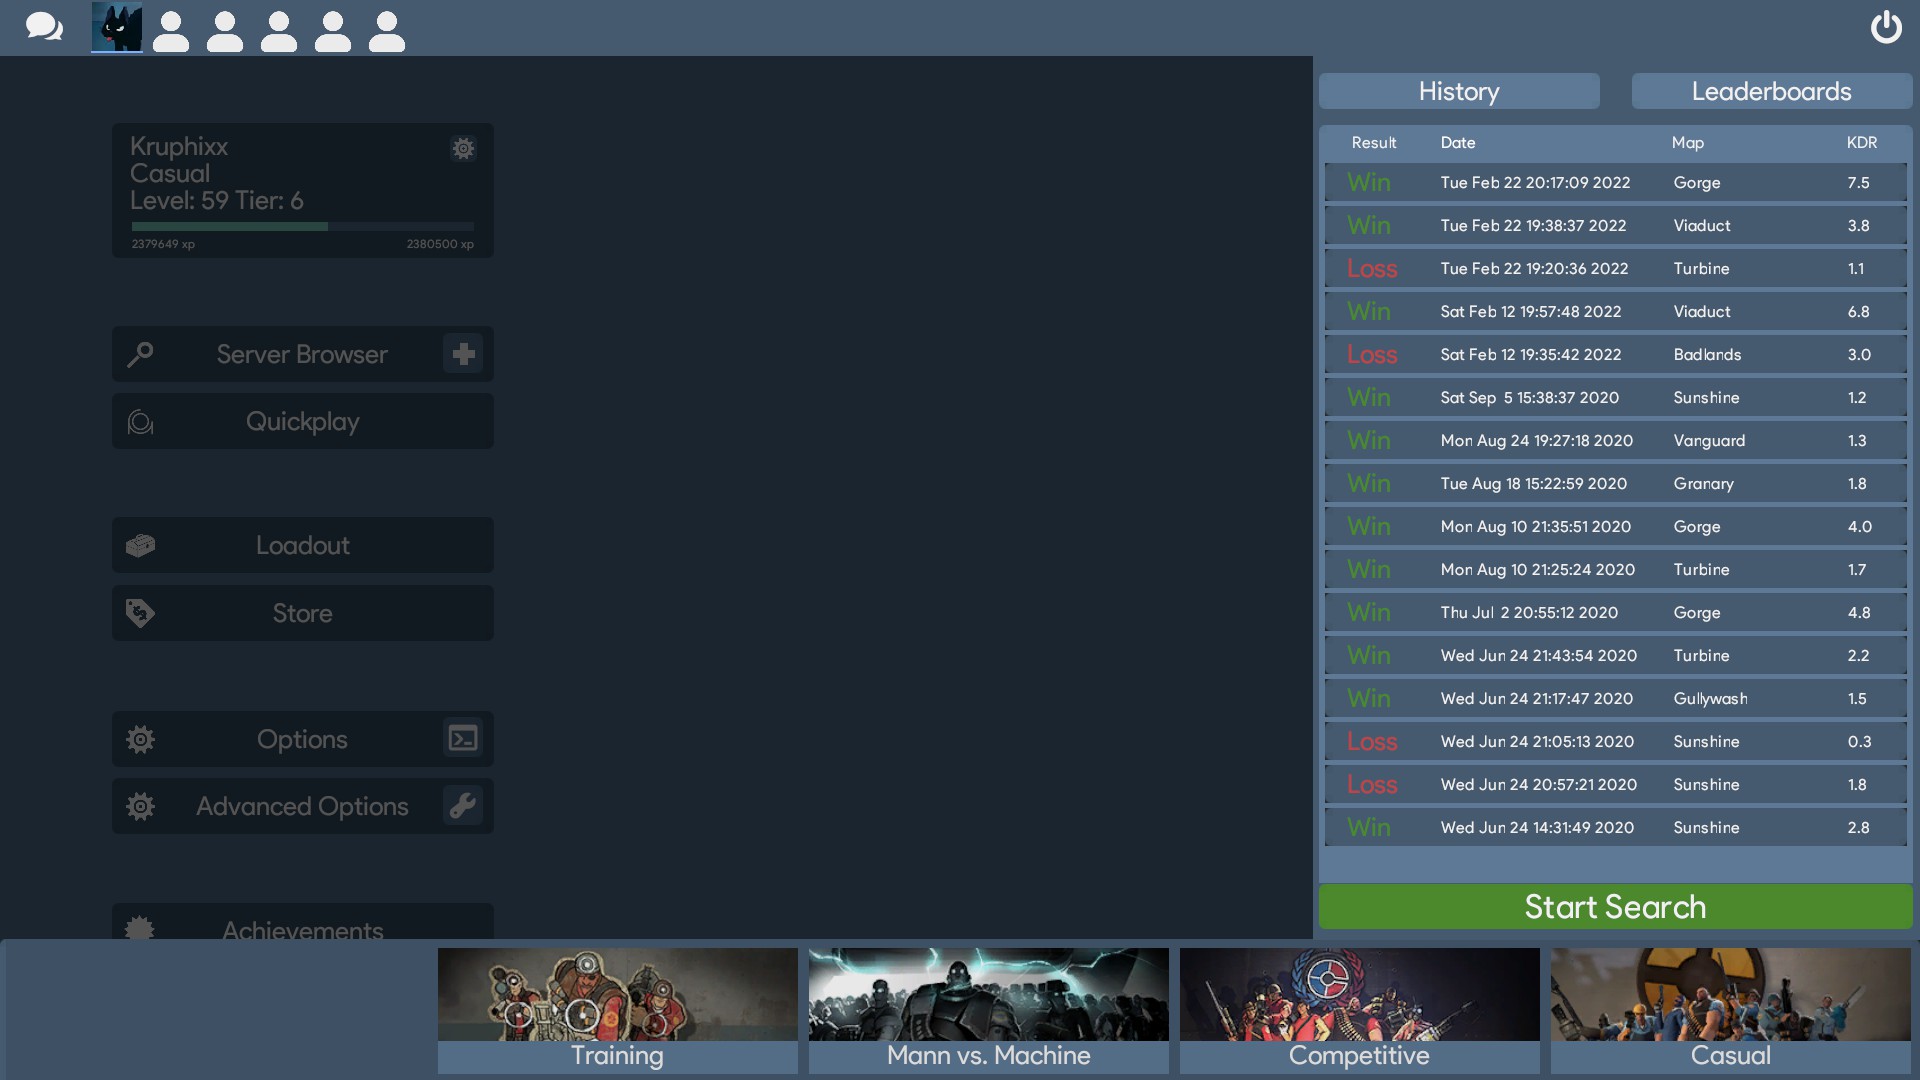 Kruphixx
Casual
Level: 59 Tier: 6
2379649 xp 2380500 xp
Server Browser
Quickplay
Loadout
Store
Options
Advanced Options
Achievements
History Leaderboards
Result Date Map KDR
Win Tue Feb 22 20:17:09 2022 Gorge 7.5
Win Tue Feb 22 19:38:37 2022 Viaduct 3.8
Loss Tue Feb 22 19:20:36 2022 Turbine 1.1
Win Sat Feb 12 19:57:48 2022 Viaduct 6.8
Loss Sat Feb 12 19:35:42 2022 Badlands 3.0
Win Sat Sep 5 15:38:37 2020 Sunshine 1.2
Win Mon Aug 24 19:27:18 2020 Vanguard 1.3
Win Tue Aug 18 15:22:59 2020 Granary 1.8
Win Mon Aug 10 21:35:51 2020 Gorge 4.0
Win Mon Aug 10 21:25:24 2020 Turbine 1.7
Win Thu Jul 2 20:55:12 2020 Gorge 4.8
Win Wed Jun 24 21:43:54 2020 Turbine 2.2
Win Wed Jun 24 21:17:47 2020 Gullywash 1.5
Loss Wed Jun 24 21:05:13 2020 Sunshine 0.3
Loss Wed Jun 24 20:57:21 2020 Sunshine 1.8
Win Wed Jun 24 14:31:49 2020 Sunshine 2.8
Start Search
Training Mann vs. Machine Competitive Casual